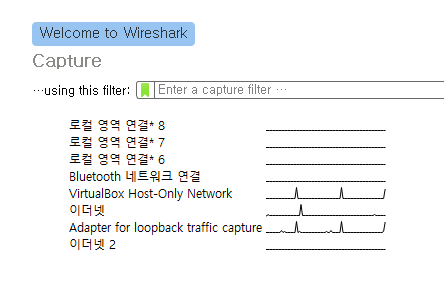 Welcome to Wireshark
Capture
…using this filter: Enter a capture filter …
로컬 영역 연결* 8
로컬 영역 연결* 7
로컬 영역 연결* 6
Bluetooth 네트워크 연결
VirtualBox Host-Only Network
이더넷
Adapter for loopback traffic capture
이더넷 2